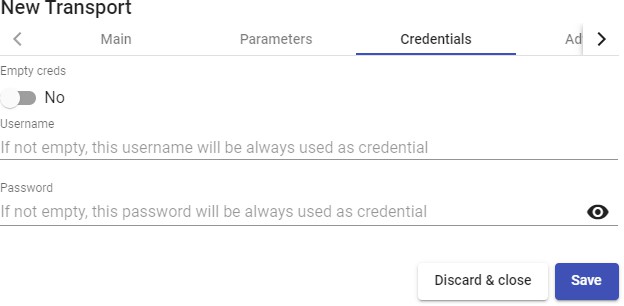 New Transport
Main Parameters Credentials Ad
Empty creds
No
Username
If not empty, this username will be always used as credential
Password
If not empty, this password will be always used as credential
Discard & close Save